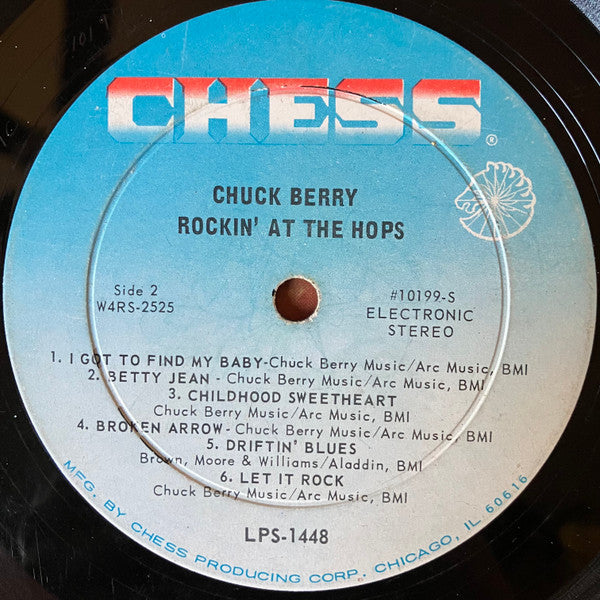 CHESS
®
CHUCK BERRY
ROCKIN' AT THE HOPS
Side 2
W4RS-2525
#10199-S
ELECTRONIC
STEREO
1. I GOT TO FIND MY BABY-Chuck Berry Music/Arc Music, BMI
2. BETTY JEAN - Chuck Berry Music/Arc Music, BMI
3. CHILDHOOD SWEETHEART
Chuck Berry Music/Arc Music, BMI
4. BROKEN ARROW-Chuck Berry Music/Arc Music, BMI
5. DRIFTIN' BLUES
Brown, Moore & Williams/Aladdin, BMI
6. LET IT ROCK
Chuck Berry Music/Arc Music, BMI
LPS-1448
MFG. BY CHESS PRODUCING CORP. CHICAGO, IL 60616